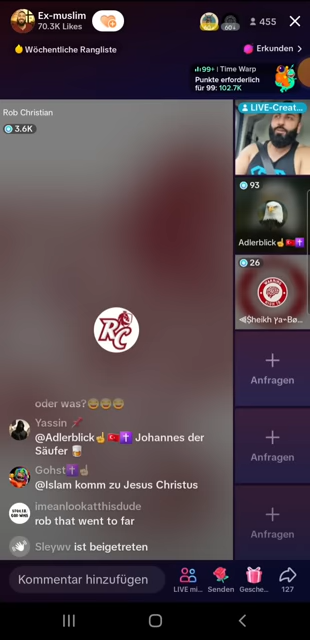 Ex-muslim
70.3K Likes
60+
455
Wöchentliche Rangliste
Erkunden >
99+ | Time Warp
Punkte erforderlich
für 99: 102.7K
Rob Christian
3.6K
LIVE-Creat...
93
Adlerblick☝️🇹🇷✝️
26
RC
Anfragen
Anfragen
Anfragen
oder was?😅😅😅
Yassin
@Adlerblick☝️🇹🇷✝️ Johannes der
Säufer 🍺
Gohst✝️☝🏽
@Islam komm zu Jesus Christus
imeanlookatthisdude
rob that went to far
Sleywv ist beigetreten
Kommentar hinzufügen
LIVE mi...
Senden
Gesche...
127